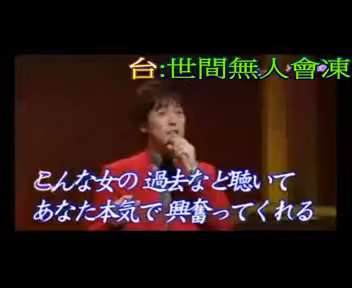 台:世間無人會凍
こんな女の 過去など聴いて
あなた本気で 興奮ってくれる